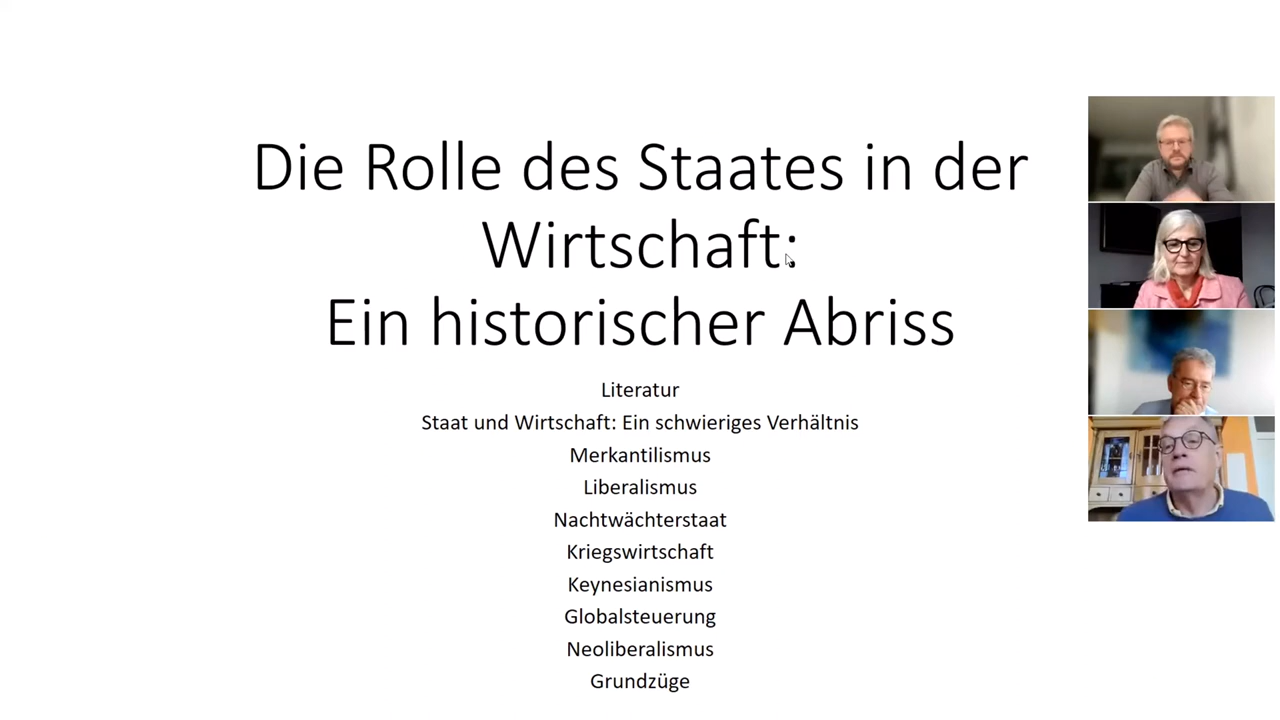 Die Rolle des Staates in der
Wirtschaft:
Ein historischer Abriss
Literatur
Staat und Wirtschaft: Ein schwieriges Verhältnis
Merkantilismus
Liberalismus
Nachtwächterstaat
Kriegswirtschaft
Keynesianismus
Globalsteuerung
Neoliberalismus
Grundzüge